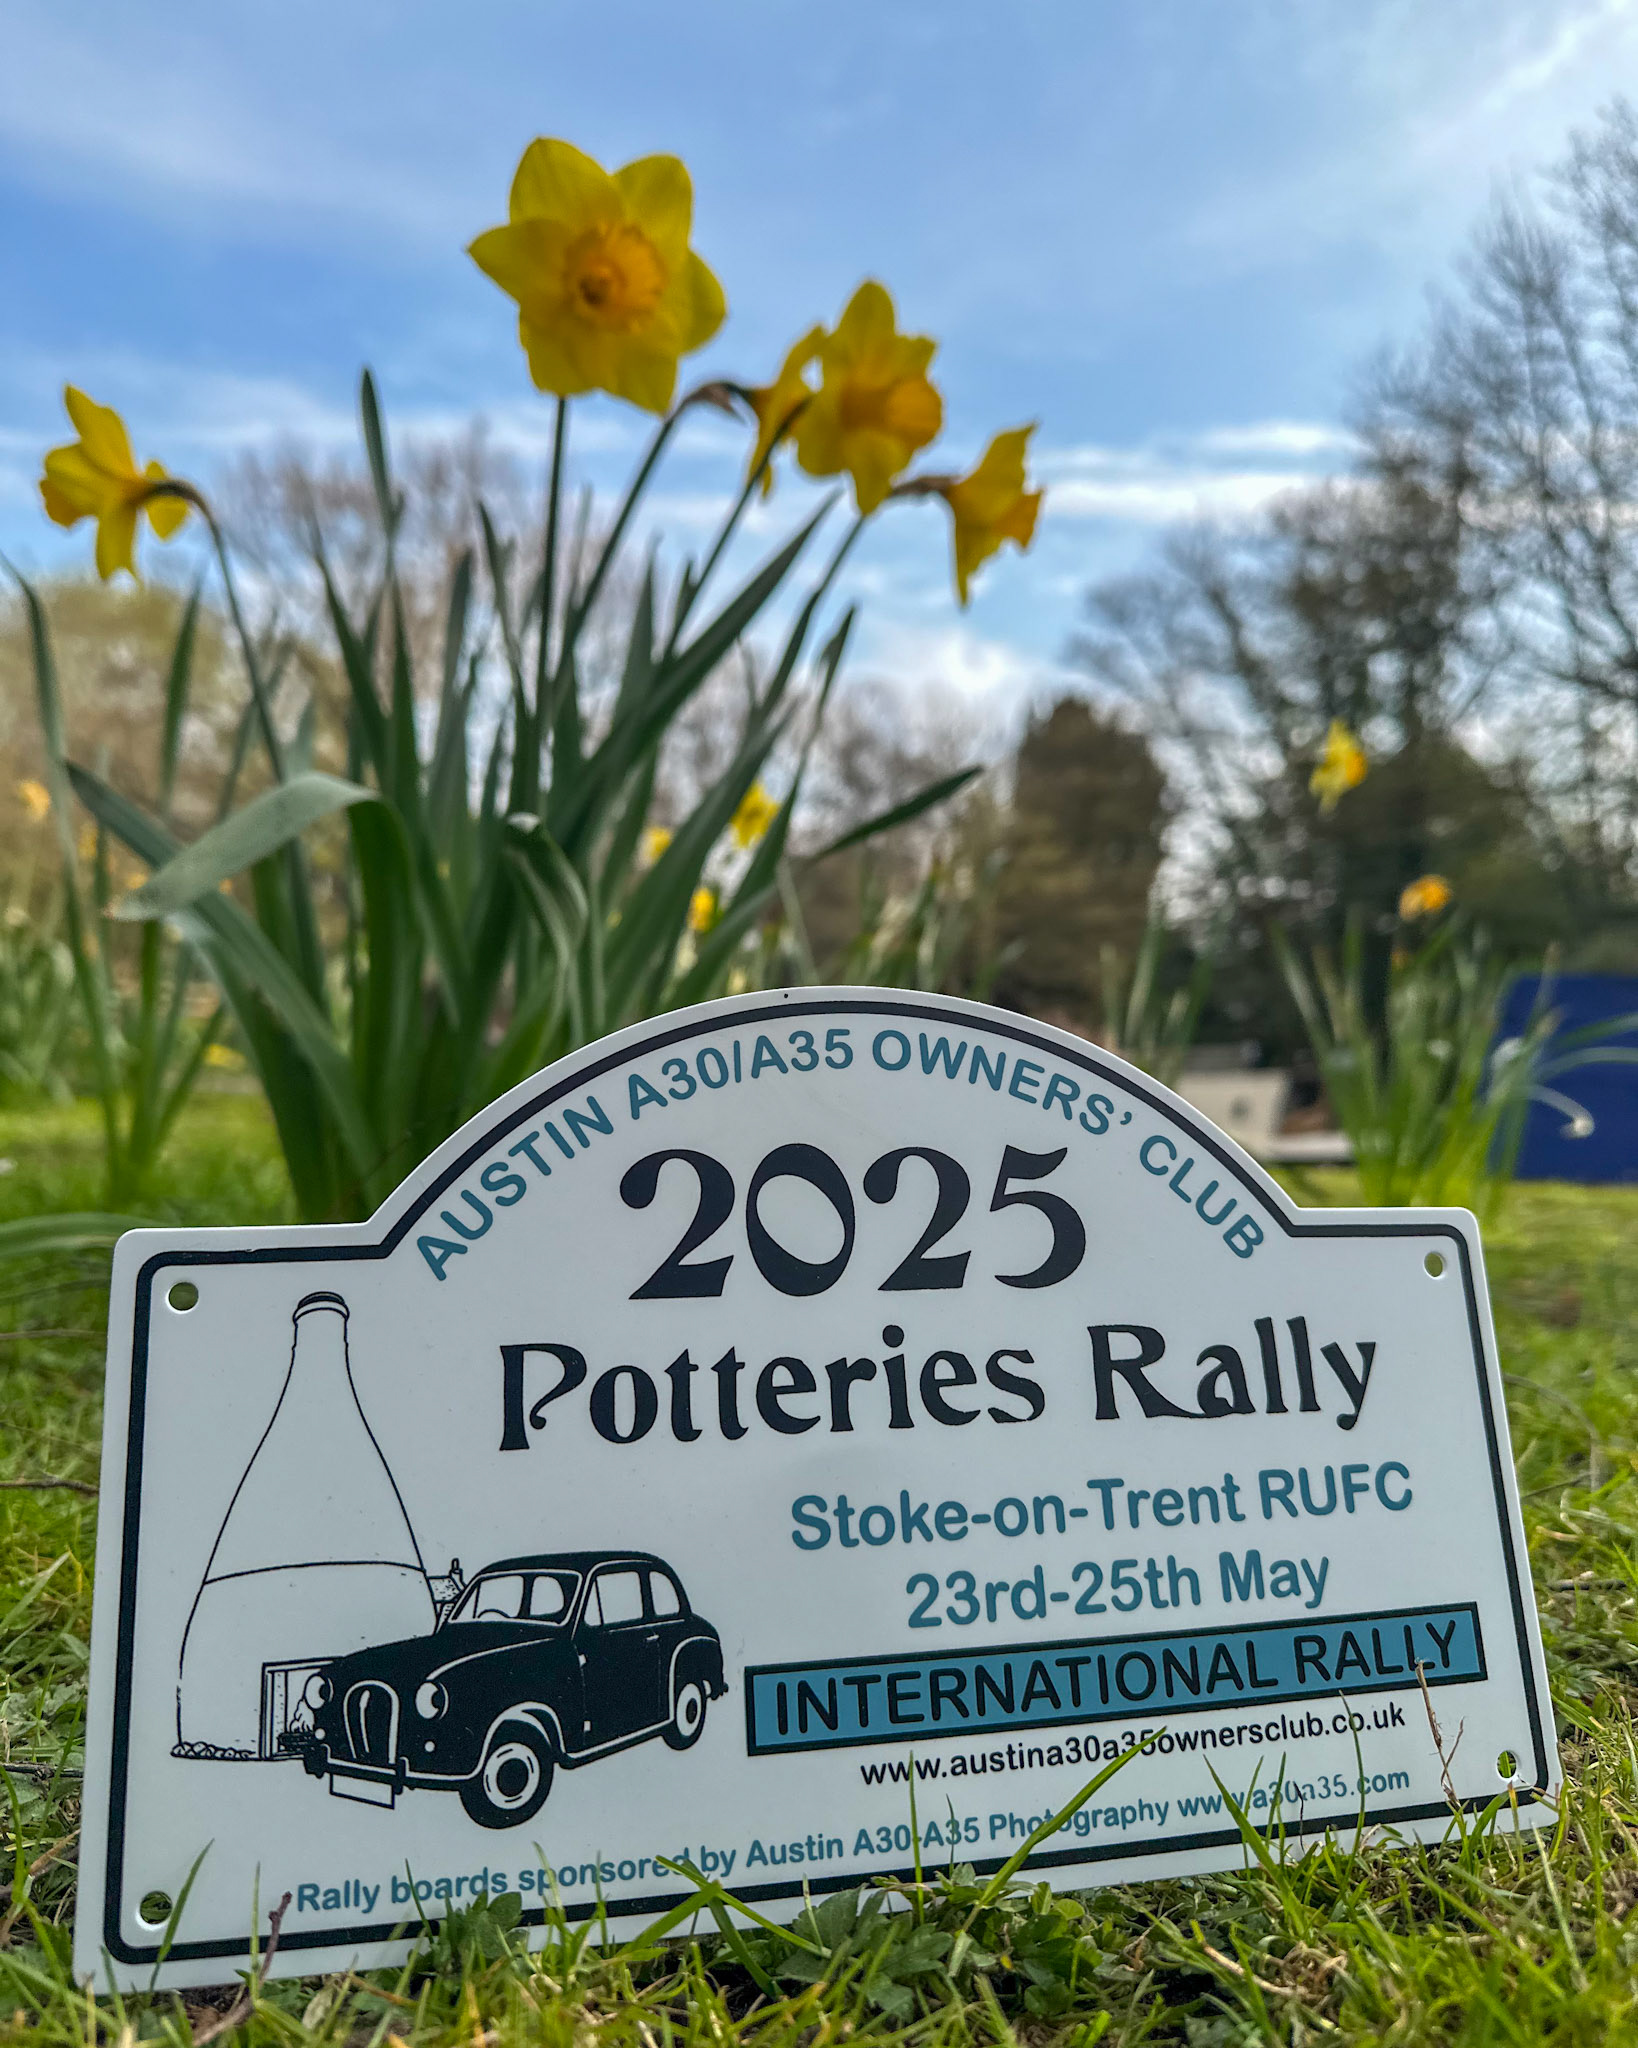 AUSTIN A30/A35 OWNERS' CLUB
2025
Potteries Rally
Stoke-on-Trent RUFC
23rd-25th May
INTERNATIONAL RALLY
www.austina30a35ownersclub.co.uk
Rally boards sponsored by Austin A30-A35 Photography www.a30a35.com